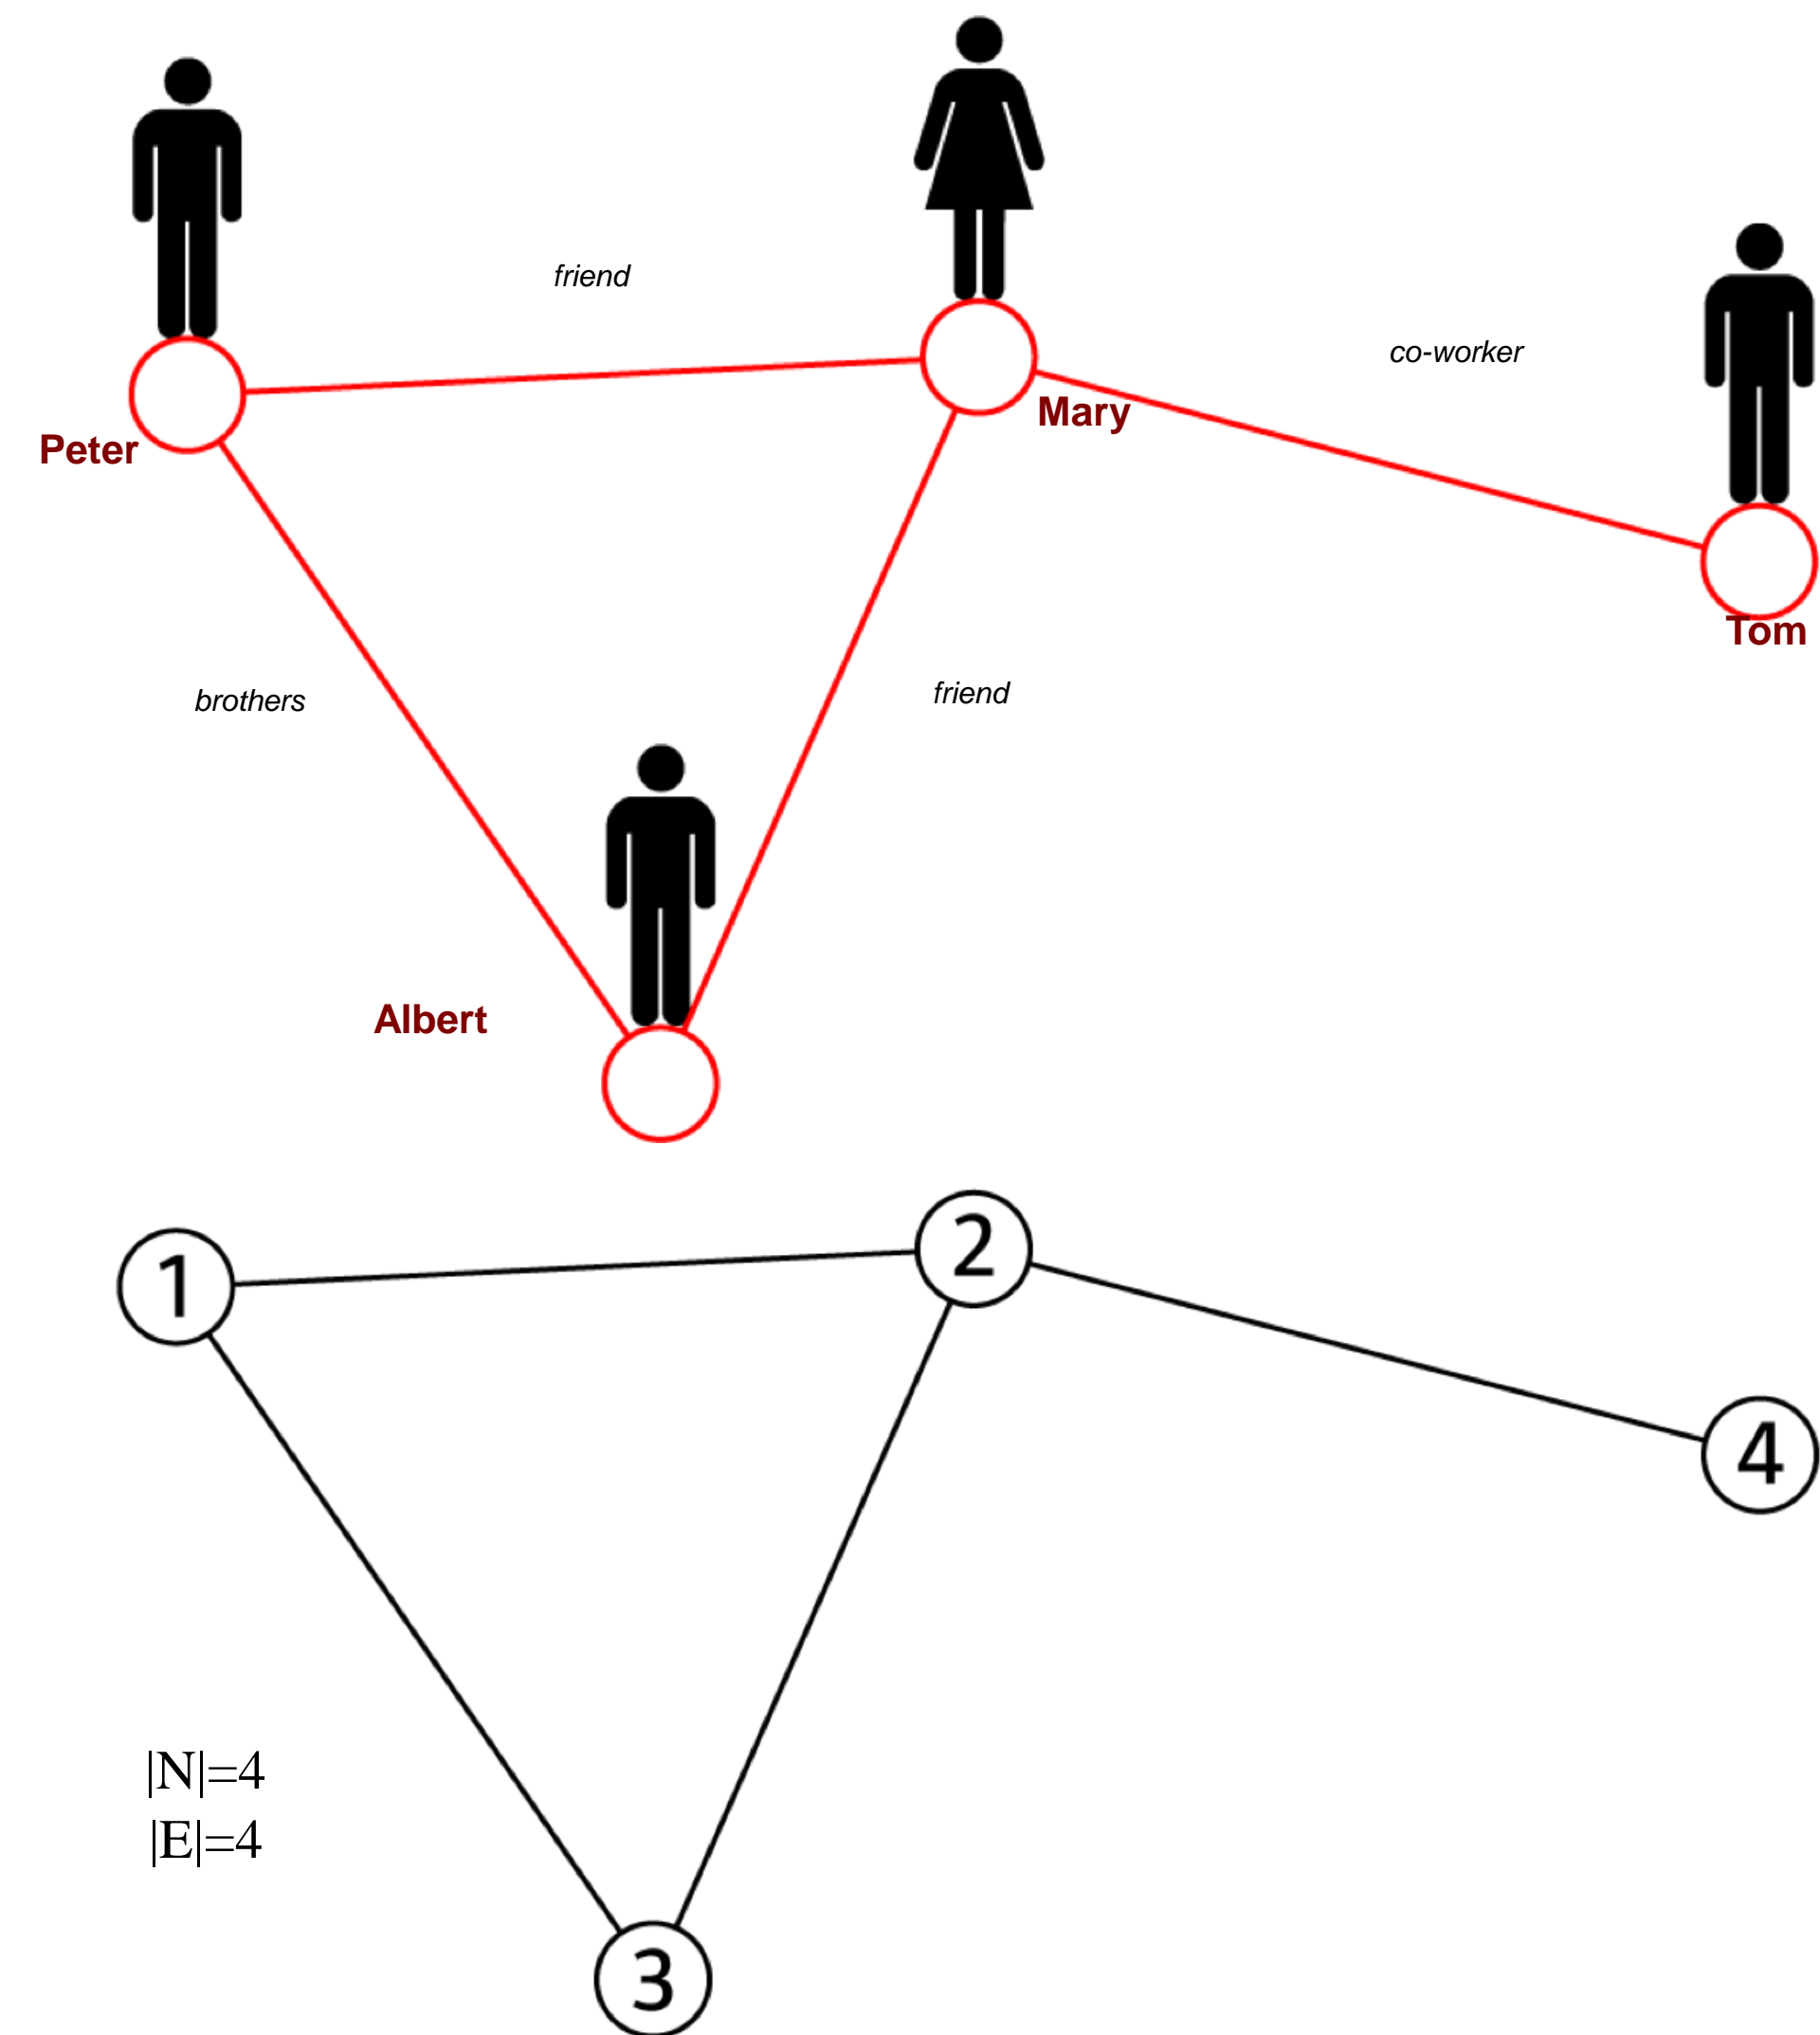 friend
co-worker
Mary
Peter
Tom
brothers
friend
Albert
1
2
4
|N|=4
|E|=4
3